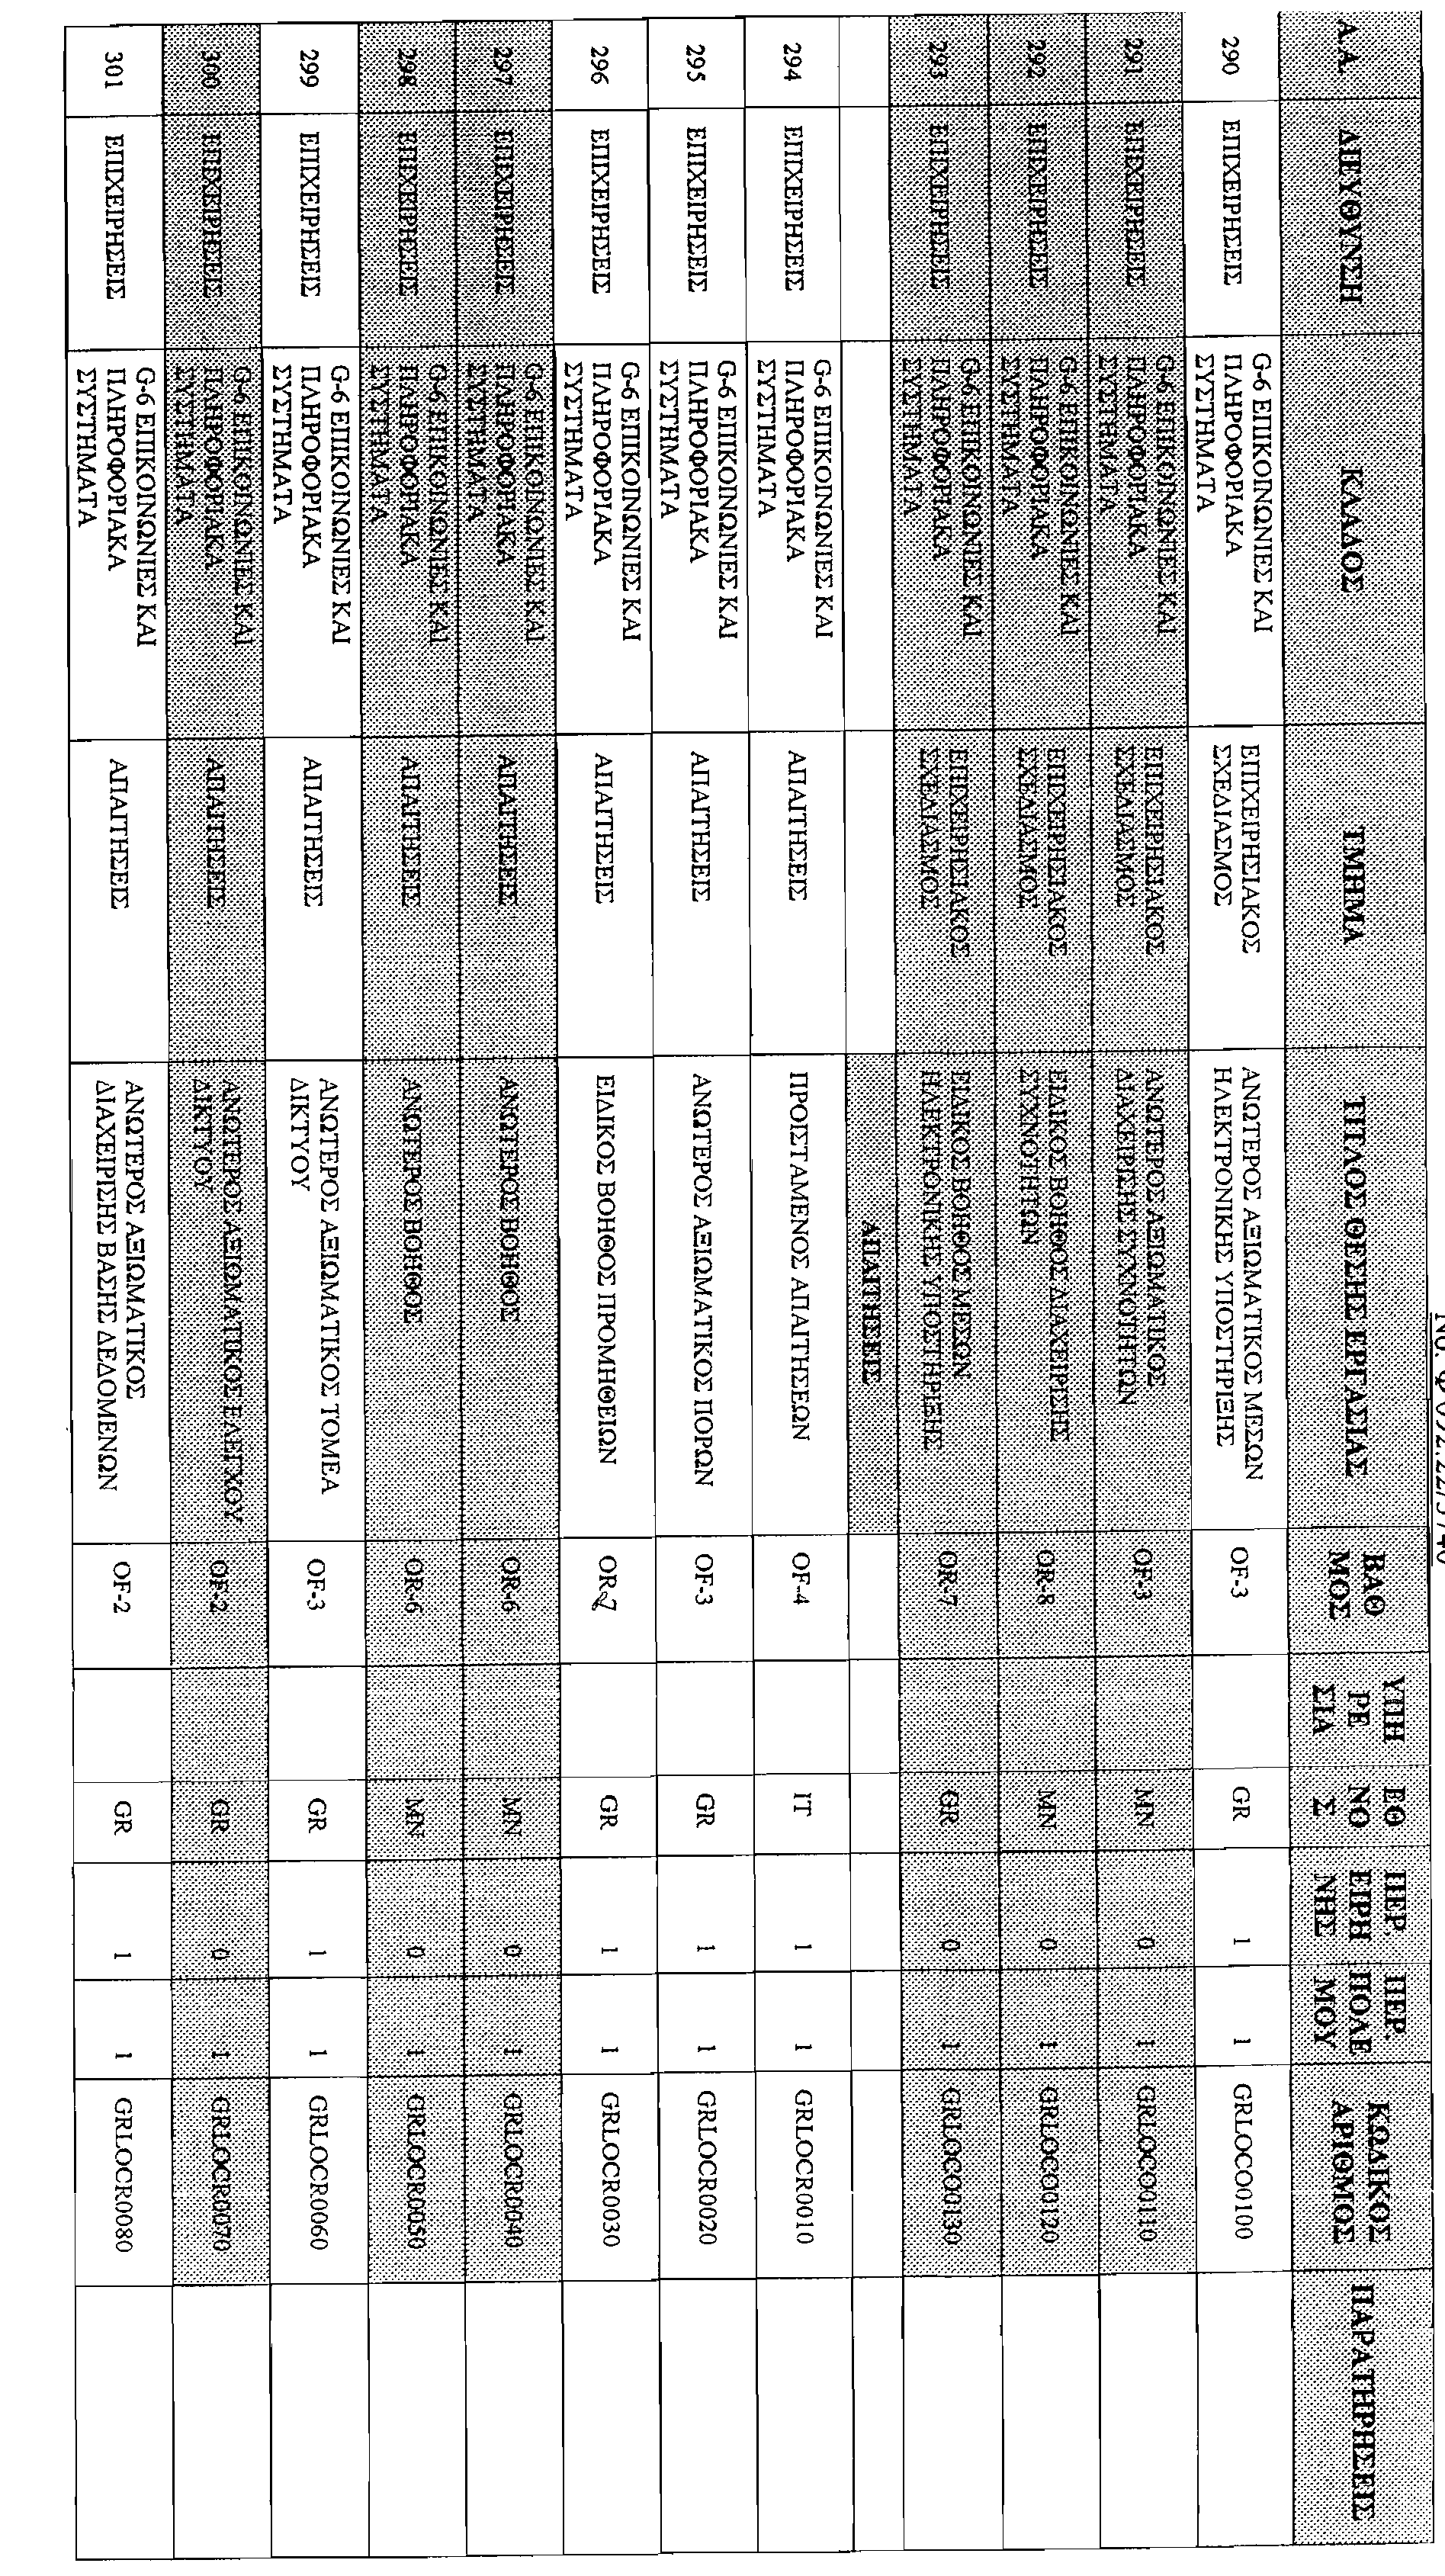 Α.Α. ΔΙΕΥΘΥΝΣΗ ΚΛΑΔΟΣ ΤΜΗΜΑ ΤΙΤΛΟΣ ΘΕΣΗΣ ΕΡΓΑΣΙΑΣ ΒΑΘ ΜΟΣ ΥΠΗ ΡΕ ΣΙΑ ΕΘ ΝΟ Σ ΠΕΡ. ΕΙΡΗ ΝΗΣ ΠΕΡ. ΠΟΛΕ ΜΟΥ ΚΩΔΙΚΟΣ ΑΡΙΘΜΟΣ ΠΑΡΑΤΗΡΗΣΕΙΣ
290 ΕΠΙΧΕΙΡΗΣΕΙΣ G-6 ΕΠΙΚΟΙΝΩΝΙΕΣ ΚΑΙ ΠΛΗΡΟΦΟΡΙΑΚΑ ΣΥΣΤΗΜΑΤΑ ΕΠΙΧΕΙΡΗΣΙΑΚΟΣ ΣΧΕΔΙΑΣΜΟΣ ΑΝΩΤΕΡΟΣ ΑΞΙΩΜΑΤΙΚΟΣ ΜΕΣΩΝ ΗΛΕΚΤΡΟΝΙΚΗΣ ΥΠΟΣΤΗΡΙΞΗΣ OF-3 GR 1 1 GRLOCO0100
291 ΕΠΙΧΕΙΡΗΣΕΙΣ G-6 ΕΠΙΚΟΙΝΩΝΙΕΣ ΚΑΙ ΠΛΗΡΟΦΟΡΙΑΚΑ ΣΥΣΤΗΜΑΤΑ ΕΠΙΧΕΙΡΗΣΙΑΚΟΣ ΣΧΕΔΙΑΣΜΟΣ ΑΝΩΤΕΡΟΣ ΑΞΙΩΜΑΤΙΚΟΣ ΔΙΑΧΕΙΡΙΣΗΣ ΣΥΧΝΟΤΗΤΩΝ OF-3 MN 0 1 GRLOCO0110
292 ΕΠΙΧΕΙΡΗΣΕΙΣ G-6 ΕΠΙΚΟΙΝΩΝΙΕΣ ΚΑΙ ΠΛΗΡΟΦΟΡΙΑΚΑ ΣΥΣΤΗΜΑΤΑ ΕΠΙΧΕΙΡΗΣΙΑΚΟΣ ΣΧΕΔΙΑΣΜΟΣ ΕΙΔΙΚΟΣ ΒΟΗΘΟΣ ΔΙΑΧΕΙΡΙΣΗΣ ΣΥΧΝΟΤΗΤΩΝ OR-8 MN 0 1 GRLOCO0120
293 ΕΠΙΧΕΙΡΗΣΕΙΣ G-6 ΕΠΙΚΟΙΝΩΝΙΕΣ ΚΑΙ ΠΛΗΡΟΦΟΡΙΑΚΑ ΣΥΣΤΗΜΑΤΑ ΕΠΙΧΕΙΡΗΣΙΑΚΟΣ ΣΧΕΔΙΑΣΜΟΣ ΕΙΔΙΚΟΣ ΒΟΗΘΟΣ ΜΕΣΩΝ ΗΛΕΚΤΡΟΝΙΚΗΣ ΥΠΟΣΤΗΡΙΞΗΣ OR-7 GR 0 1 GRLOCO0130
ΑΠΑΙΤΗΣΕΙΣ
294 ΕΠΙΧΕΙΡΗΣΕΙΣ G-6 ΕΠΙΚΟΙΝΩΝΙΕΣ ΚΑΙ ΠΛΗΡΟΦΟΡΙΑΚΑ ΣΥΣΤΗΜΑΤΑ ΑΠΑΙΤΗΣΕΙΣ ΠΡΟΙΣΤΑΜΕΝΟΣ ΑΠΑΙΤΗΣΕΩΝ OF-4 IT 1 1 GRLOCR0010
295 ΕΠΙΧΕΙΡΗΣΕΙΣ G-6 ΕΠΙΚΟΙΝΩΝΙΕΣ ΚΑΙ ΠΛΗΡΟΦΟΡΙΑΚΑ ΣΥΣΤΗΜΑΤΑ ΑΠΑΙΤΗΣΕΙΣ ΑΝΩΤΕΡΟΣ ΑΞΙΩΜΑΤΙΚΟΣ ΠΟΡΩΝ OF-3 GR 1 1 GRLOCR0020
296 ΕΠΙΧΕΙΡΗΣΕΙΣ G-6 ΕΠΙΚΟΙΝΩΝΙΕΣ ΚΑΙ ΠΛΗΡΟΦΟΡΙΑΚΑ ΣΥΣΤΗΜΑΤΑ ΑΠΑΙΤΗΣΕΙΣ ΕΙΔΙΚΟΣ ΒΟΗΘΟΣ ΠΡΟΜΗΘΕΙΩΝ OR-7 GR 1 1 GRLOCR0030
297 ΕΠΙΧΕΙΡΗΣΕΙΣ G-6 ΕΠΙΚΟΙΝΩΝΙΕΣ ΚΑΙ ΠΛΗΡΟΦΟΡΙΑΚΑ ΣΥΣΤΗΜΑΤΑ ΑΠΑΙΤΗΣΕΙΣ ΑΝΩΤΕΡΟΣ ΒΟΗΘΟΣ OR-6 MN 0 1 GRLOCR0040
298 ΕΠΙΧΕΙΡΗΣΕΙΣ G-6 ΕΠΙΚΟΙΝΩΝΙΕΣ ΚΑΙ ΠΛΗΡΟΦΟΡΙΑΚΑ ΣΥΣΤΗΜΑΤΑ ΑΠΑΙΤΗΣΕΙΣ ΑΝΩΤΕΡΟΣ ΒΟΗΘΟΣ OR-6 MN 0 1 GRLOCR0050
299 ΕΠΙΧΕΙΡΗΣΕΙΣ G-6 ΕΠΙΚΟΙΝΩΝΙΕΣ ΚΑΙ ΠΛΗΡΟΦΟΡΙΑΚΑ ΣΥΣΤΗΜΑΤΑ ΑΠΑΙΤΗΣΕΙΣ ΑΝΩΤΕΡΟΣ ΑΞΙΩΜΑΤΙΚΟΣ ΤΟΜΕΑ ΔΙΚΤΥΟΥ OF-3 GR 1 1 GRLOCR0060
300 ΕΠΙΧΕΙΡΗΣΕΙΣ G-6 ΕΠΙΚΟΙΝΩΝΙΕΣ ΚΑΙ ΠΛΗΡΟΦΟΡΙΑΚΑ ΣΥΣΤΗΜΑΤΑ ΑΠΑΙΤΗΣΕΙΣ ΑΝΩΤΕΡΟΣ ΑΞΙΩΜΑΤΙΚΟΣ ΕΛΕΓΧΟΥ ΔΙΚΤΥΟΥ OF-2 GR 0 1 GRLOCR0070
301 ΕΠΙΧΕΙΡΗΣΕΙΣ G-6 ΕΠΙΚΟΙΝΩΝΙΕΣ ΚΑΙ ΠΛΗΡΟΦΟΡΙΑΚΑ ΣΥΣΤΗΜΑΤΑ ΑΠΑΙΤΗΣΕΙΣ ΑΝΩΤΕΡΟΣ ΑΞΙΩΜΑΤΙΚΟΣ ΔΙΑΧΕΙΡΙΣΗΣ ΒΑΣΗΣ ΔΕΔΟΜΕΝΩΝ OF-2 GR 1 1 GRLOCR0080